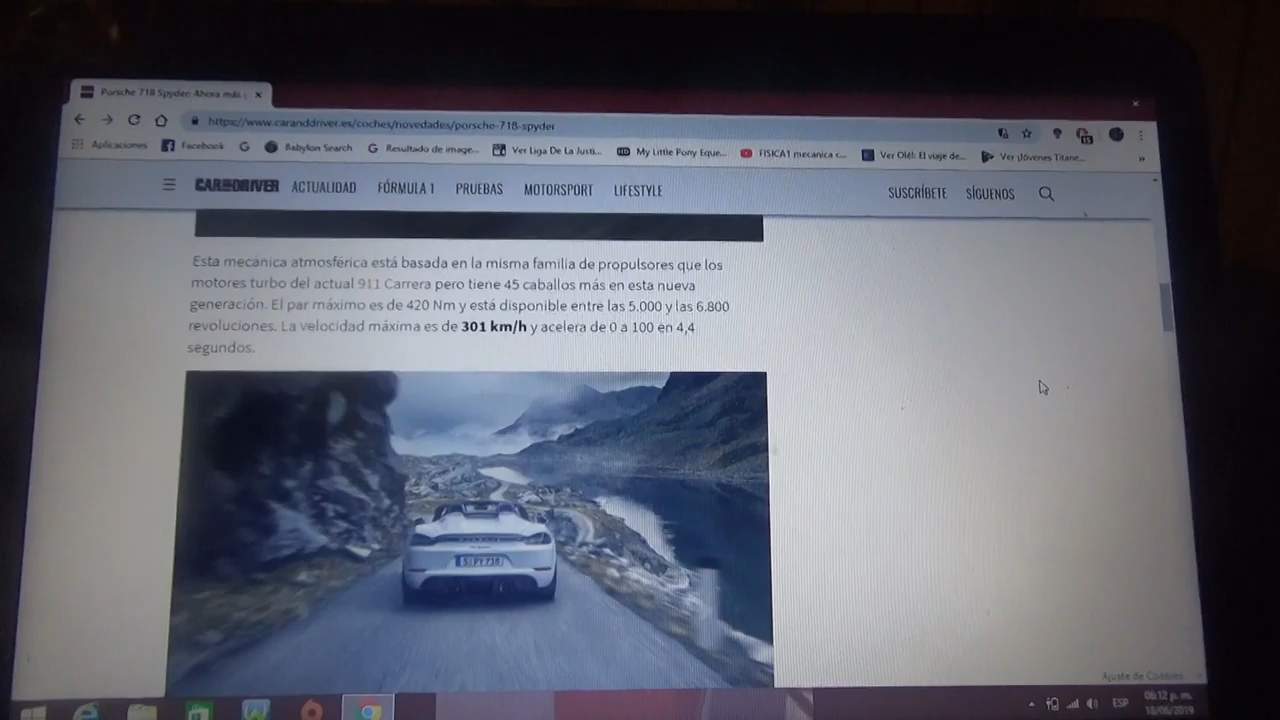 Porsche 718 Spyder: Ahora más
https://www.caranddriver.es/coches/novedades/porsche-718-spyder
Aplicaciones Facebook Babylon Search Resultado de image... Ver Liga De La Justi... My Little Pony Eque... FISICA1 mecanica c... Ver Olé!: El viaje de... Ver ¡Jóvenes Titane... »
CAR AND DRIVER ACTUALIDAD FÓRMULA 1 PRUEBAS MOTORSPORT LIFESTYLE SUSCRÍBETE SÍGUENOS
Esta mecánica atmosférica está basada en la misma familia de propulsores que los
motores turbo del actual 911 Carrera pero tiene 45 caballos más en esta nueva
generación. El par máximo es de 420 Nm y está disponible entre las 5.000 y las 6.800
revoluciones. La velocidad máxima es de 301 km/h y acelera de 0 a 100 en 4,4
segundos.
S PY 718
Ajuste de Cookies
ESP
06:12 p. m.
18/06/2019